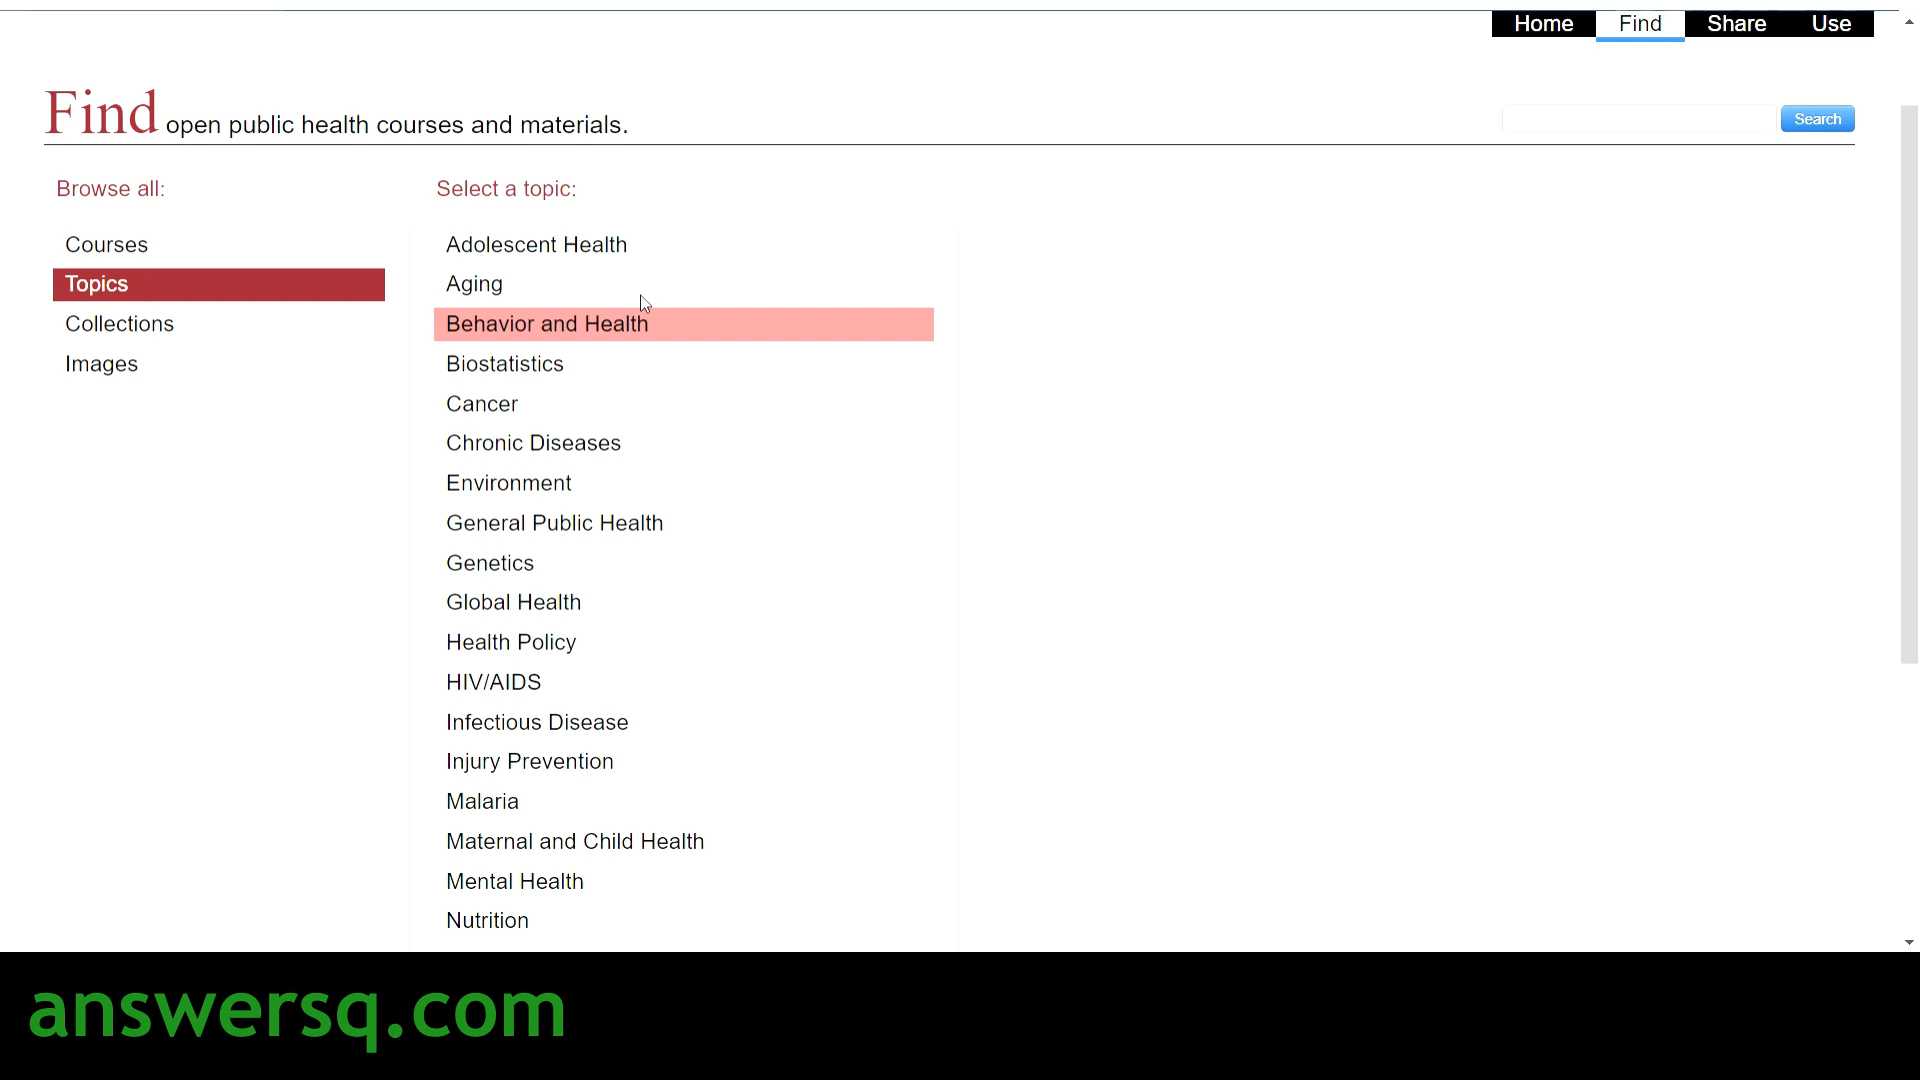 Home Find Share Use
Find open public health courses and materials.
Search
Browse all:
Courses
Topics
Collections
Images
Select a topic:
Adolescent Health
Aging
Behavior and Health
Biostatistics
Cancer
Chronic Diseases
Environment
General Public Health
Genetics
Global Health
Health Policy
HIV/AIDS
Infectious Disease
Injury Prevention
Malaria
Maternal and Child Health
Mental Health
Nutrition
answersq.com